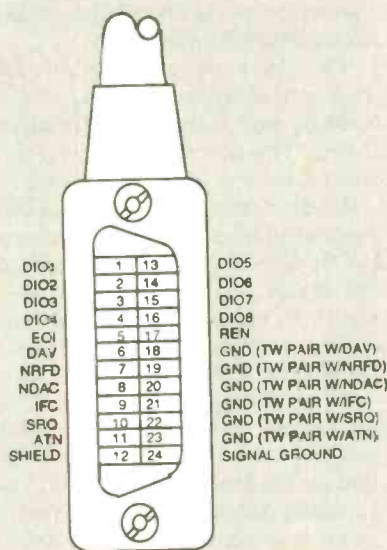 DIO1 1 13 DIO5
DIO2 2 14 DIO6
DIO3 3 15 DIO7
DIO4 4 16 DIO8
EOI 5 17 REN
DAV 6 18 GND (TW PAIR W/DAV)
NRFD 7 19 GND (TW PAIR W/NRFD)
NDAC 8 20 GND (TW PAIR W/NDAC)
IFC 9 21 GND (TW PAIR W/IFC)
SRQ 10 22 GND (TW PAIR W/SRQ)
ATN 11 23 GND (TW PAIR W/ATN)
SHIELD 12 24 SIGNAL GROUND